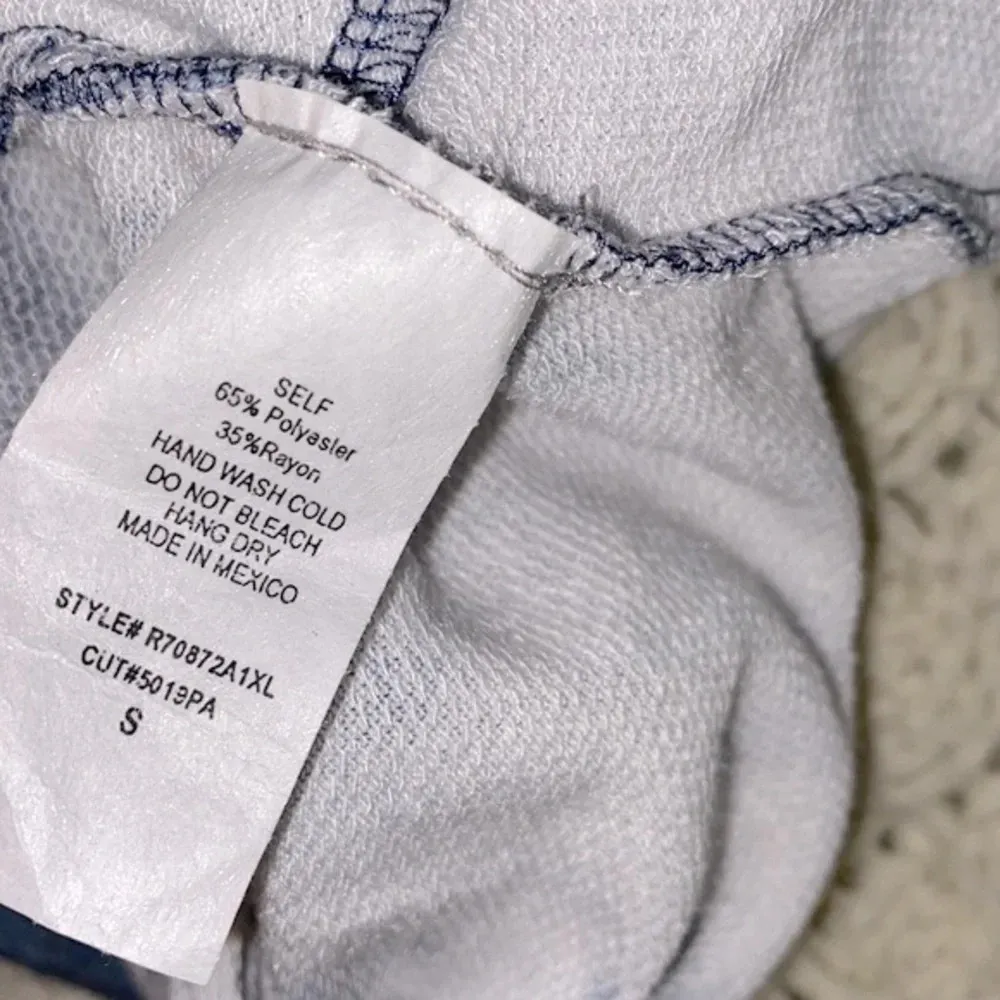 SELF
65% Polyester
35%Rayon
HAND WASH COLD
DO NOT BLEACH
HANG DRY
MADE IN MEXICO
STYLE# R70872A1XL
CUT#5019PA
S